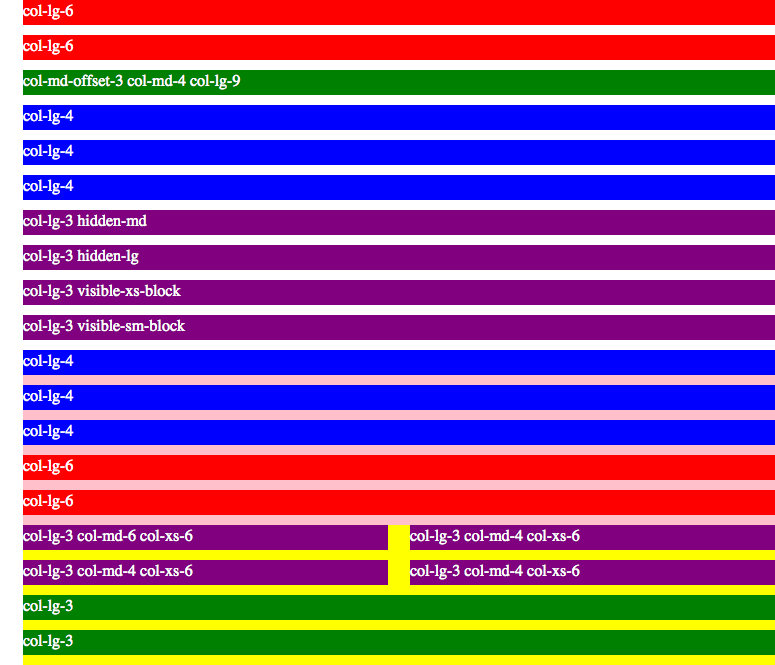 col-lg-6
col-lg-6
col-md-offset-3 col-md-4 col-lg-9
col-lg-4
col-lg-4
col-lg-4
col-lg-3 hidden-md
col-lg-3 hidden-lg
col-lg-3 visible-xs-block
col-lg-3 visible-sm-block
col-lg-4
col-lg-4
col-lg-4
col-lg-6
col-lg-6
col-lg-3 col-md-6 col-xs-6 col-lg-3 col-md-4 col-xs-6
col-lg-3 col-md-4 col-xs-6 col-lg-3 col-md-4 col-xs-6
col-lg-3
col-lg-3